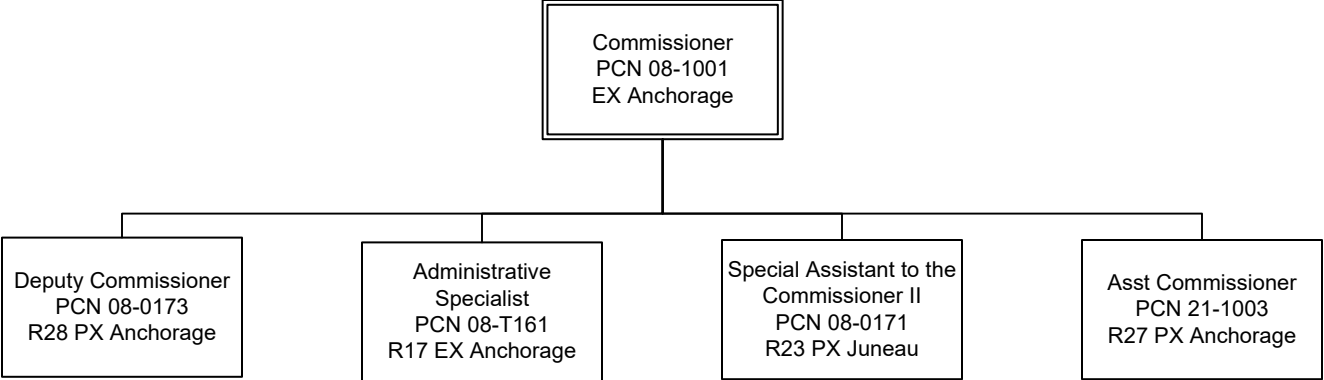 Commissioner
PCN 08-1001
EX Anchorage
Deputy Commissioner
PCN 08-0173
R28 PX Anchorage
Administrative
Specialist
PCN 08-T161
R17 EX Anchorage
Special Assistant to the
Commissioner II
PCN 08-0171
R23 PX Juneau
Asst Commissioner
PCN 21-1003
R27 PX Anchorage